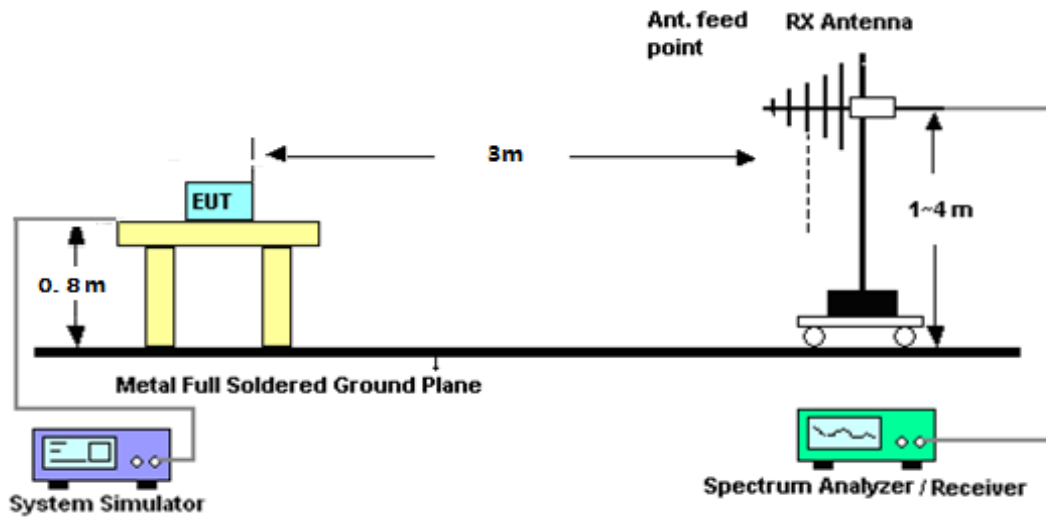 Ant. feed
point
RX Antenna
3m
EUT
1~4 m
0. 8 m
Metal Full Soldered Ground Plane
System Simulator
Spectrum Analyzer / Receiver